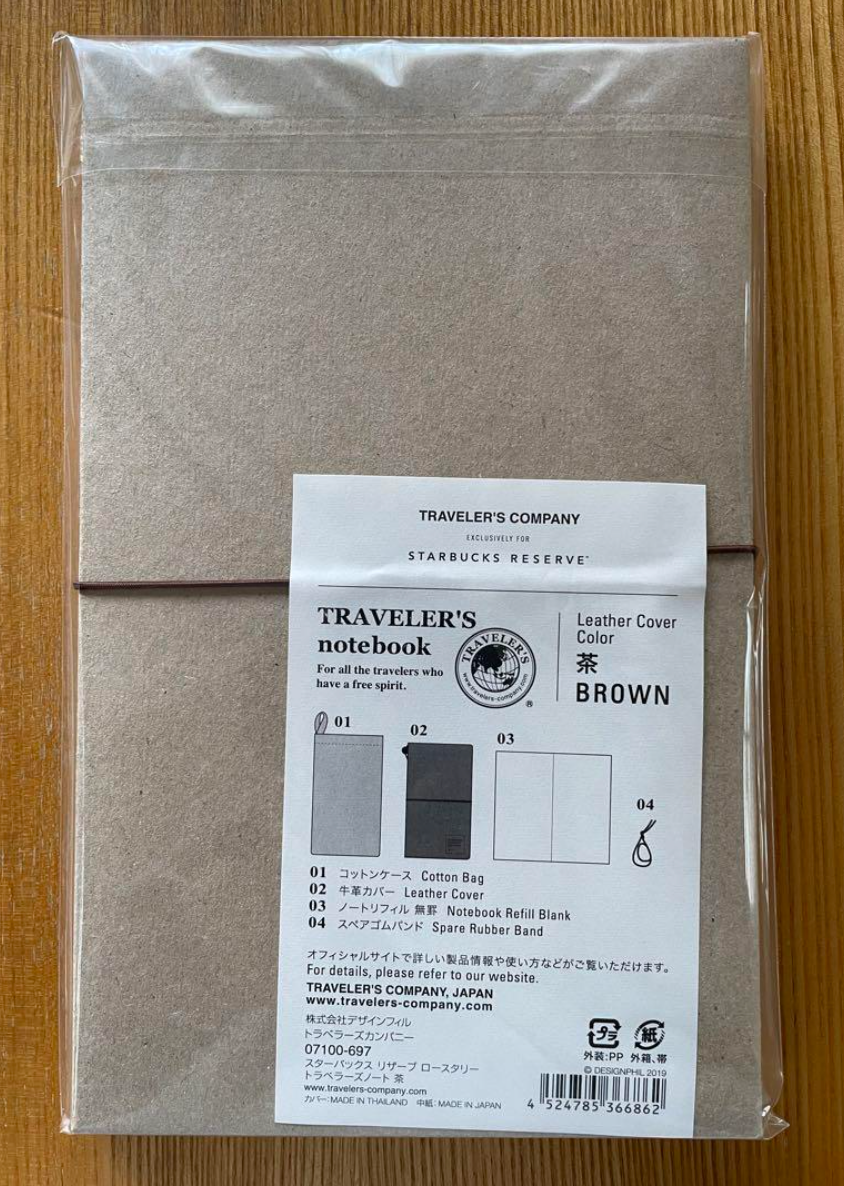 TRAVELER'S COMPANY
EXCLUSIVELY FOR
STARBUCKS RESERVE™
TRAVELER'S
notebook
For all the travelers who
have a free spirit.
TRAVELER'S
www.travelers-company.com
®
Leather Cover
Color
茶
BROWN
01
02
03
04
01 コットンケース Cotton Bag
02 牛革カバー Leather Cover
03 ノートリフィル 無罫 Notebook Refill Blank
04 スペアゴムバンド Spare Rubber Band
オフィシャルサイトで詳しい製品情報や使い方などがご覧いただけます。
For details, please refer to our website.
TRAVELER'S COMPANY, JAPAN
www.travelers-company.com
株式会社デザインフィル
トラベラーズカンパニー
07100-697
スターバックス リザーブ ロースタリー
トラベラーズノート 茶
www.travelers-company.com
カバー:MADE IN THAILAND 中紙:MADE IN JAPAN
プラ 紙
外装:PP 外箱、帯
© DESIGNPHIL 2019
4 524785 366862